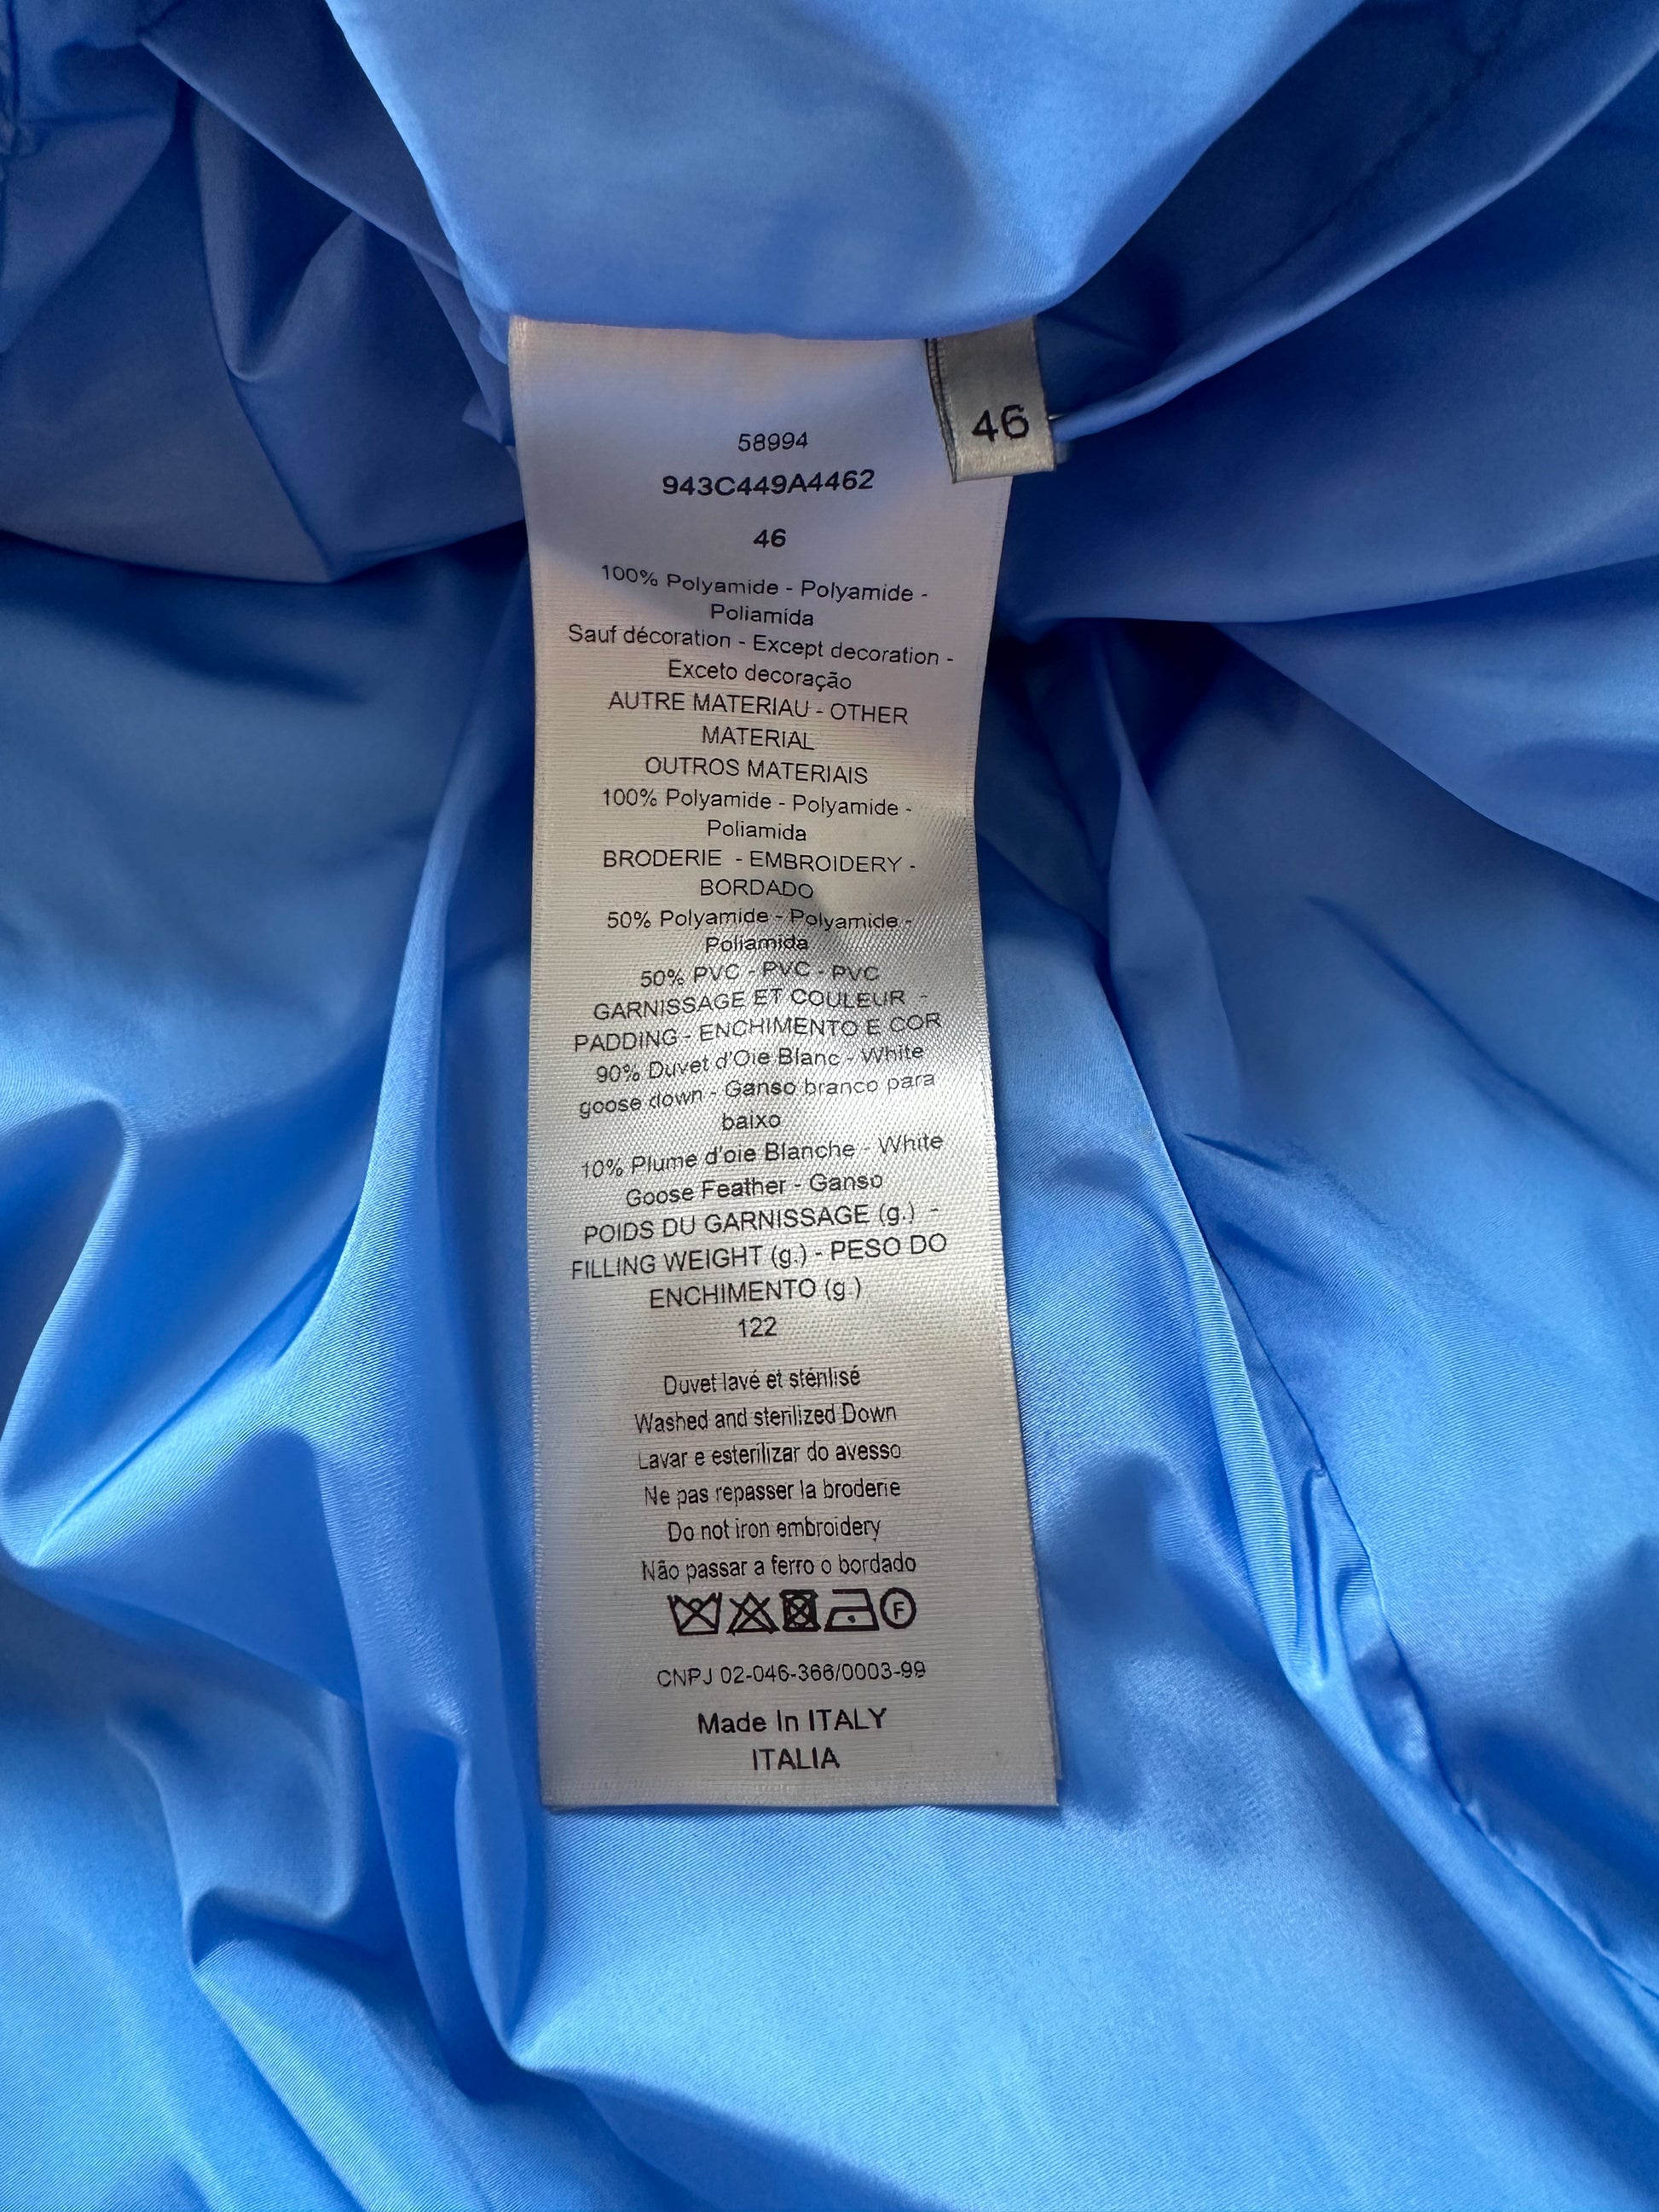 46
58994
943C449A4462
46
100% Polyamide - Polyamide -
Poliamida
Sauf décoration - Except decoration -
Exceto decoração
AUTRE MATERIAU - OTHER
MATERIAL
OUTROS MATERIAIS
100% Polyamide - Polyamide -
Poliamida
BRODERIE - EMBROIDERY -
BORDADO
50% Polyamide - Polyamide -
Poliamida
50% PVC - PVC - PVC
GARNISSAGE ET COULEUR -
PADDING - ENCHIMENTO E COR
90% Duvet d'Oie Blanc - White
goose down - Ganso branco para
baixo
10% Plume d'oie Blanche - White
Goose Feather - Ganso
POIDS DU GARNISSAGE (g.) -
FILLING WEIGHT (g.) - PESO DO
ENCHIMENTO (g.)
122
Duvet lavé et stérilisé
Washed and sterilized Down
Lavar e esterilizar do avesso
Ne pas repasser la broderie
Do not iron embroidery
Não passar a ferro o bordado
F
CNPJ 02-046-366/0003-99
Made In ITALY
ITALIA